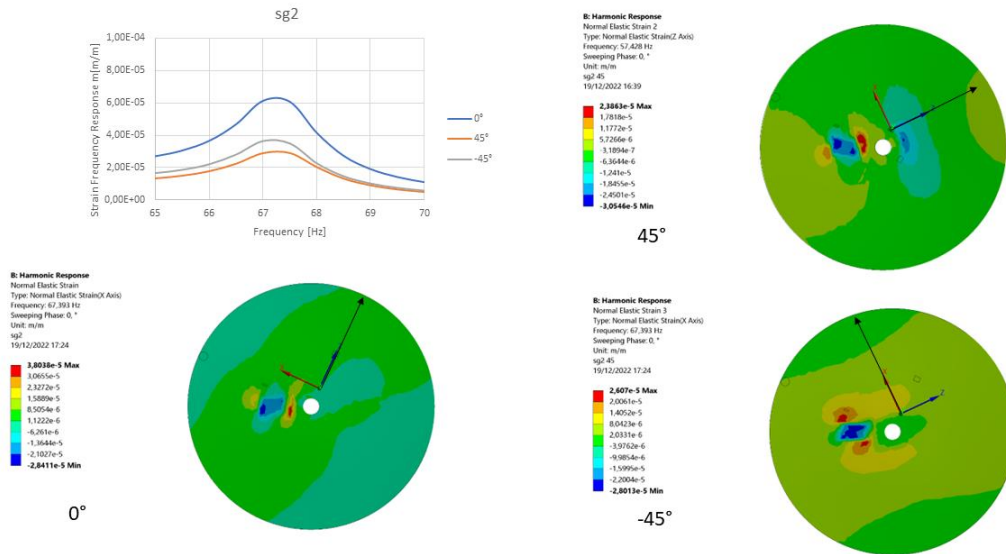 sg2
1,00E-04
8,00E-05
6,00E-05
4,00E-05
2,00E-05
0,00E+00
65 66 67 68 69 70
Strain Frequency Response m[m/m]
Frequency [Hz]
0°
45°
-45°
B: Harmonic Response
Normal Elastic Strain 2
Type: Normal Elastic Strain(Z Axis)
Frequency: 57,428 Hz
Sweeping Phase: 0, °
Unit: m/m
sg2 45
19/12/2022 16:39
2,3863e-5 Max
1,7818e-5
1,1772e-5
5,7266e-6
-3,1894e-7
-6,3644e-6
-1,241e-5
-1,8455e-5
-2,4501e-5
-3,0546e-5 Min
45°
B: Harmonic Response
Normal Elastic Strain
Type: Normal Elastic Strain(X Axis)
Frequency: 67,393 Hz
Sweeping Phase: 0, °
Unit: m/m
sg2
19/12/2022 17:24
3,8038e-5 Max
3,0655e-5
2,3272e-5
1,5889e-5
8,5054e-6
1,1222e-6
-6,261e-6
-1,3644e-5
-2,1027e-5
-2,8411e-5 Min
0°
B: Harmonic Response
Normal Elastic Strain 3
Type: Normal Elastic Strain(X Axis)
Frequency: 67,393 Hz
Sweeping Phase: 0, °
Unit: m/m
sg2 45
19/12/2022 17:24
2,607e-5 Max
2,0061e-5
1,4052e-5
8,0423e-6
2,0331e-6
-3,9762e-6
-9,9854e-6
-1,5995e-5
-2,2004e-5
-2,8013e-5 Min
-45°
Z